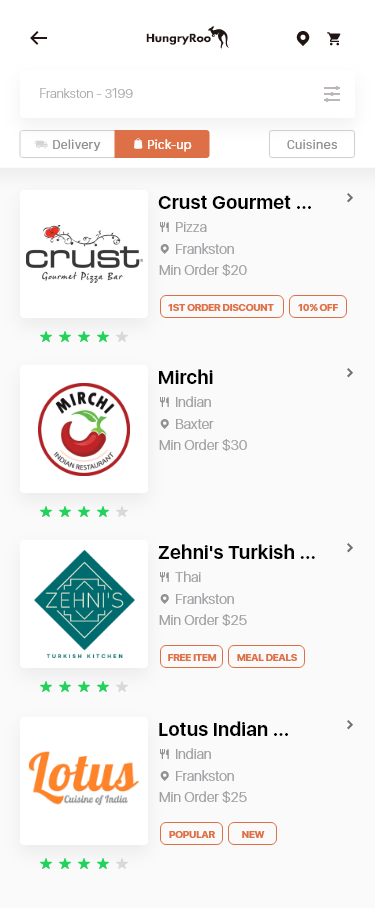 HungryRoo
Frankston - 3199
Delivery
Pick-up
Cuisines
crust
Gourmet Pizza Bar
Crust Gourmet ...
Pizza
Frankston
Min Order $20
1ST ORDER DISCOUNT
10% OFF
MIRCHI
INDIAN RESTAURANT
Mirchi
Indian
Baxter
Min Order $30
ZEHNI'S
TURKISH KITCHEN
Zehni's Turkish ...
Thai
Frankston
Min Order $25
FREE ITEM
MEAL DEALS
Lotus
Cuisine of India
Lotus Indian ...
Indian
Frankston
Min Order $25
POPULAR
NEW